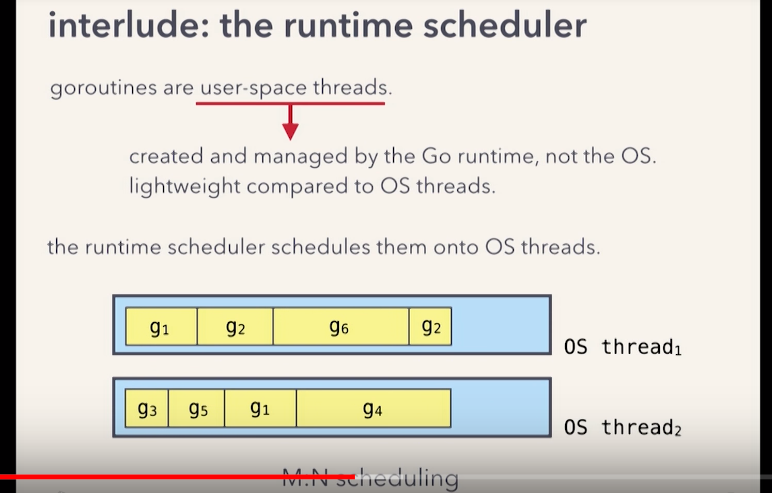 interlude: the runtime scheduler
goroutines are user-space threads.
created and managed by the Go runtime, not the OS.
lightweight compared to OS threads.
the runtime scheduler schedules them onto OS threads.
g1 g2 g6 g2
OS thread1
g3 g5 g1 g4
OS thread2
M:N scheduling